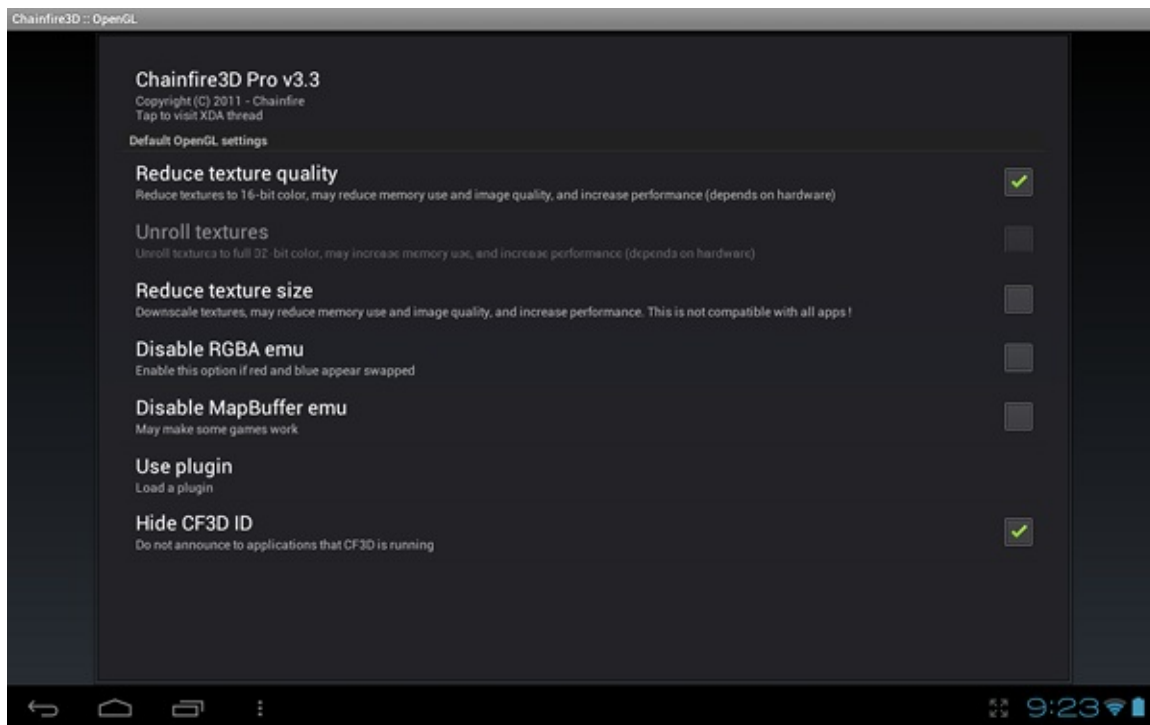 Chainfire3D :: OpenGL
Chainfire3D Pro v3.3
Copyright (C) 2011 - Chainfire
Tap to visit XDA thread
Default OpenGL settings
Reduce texture quality
Reduce textures to 16-bit color, may reduce memory use and image quality, and increase performance (depends on hardware)
Unroll textures
Unroll textures to full 32-bit color, may increase memory use, and increase performance (depends on hardware)
Reduce texture size
Downscale textures, may reduce memory use and image quality, and increase performance. This is not compatible with all apps !
Disable RGBA emu
Enable this option if red and blue appear swapped
Disable MapBuffer emu
May make some games work
Use plugin
Load a plugin
Hide CF3D ID
Do not announce to applications that CF3D is running
9:23